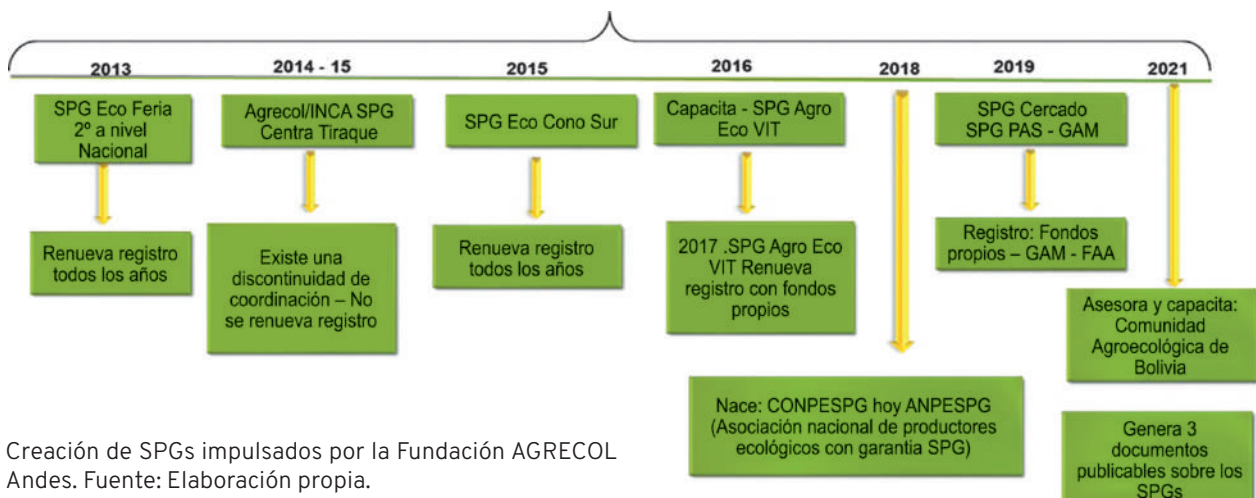 2013
2014 - 15
2015
2016
2018
2019
2021
SPG Eco Feria
2º a nivel
Nacional
Agrecol/INCA SPG
Centra Tiraque
SPG Eco Cono Sur
Capacita - SPG Agro
Eco VIT
SPG Cercado
SPG PAS - GAM
Renueva registro
todos los años
Existe una
discontinuidad de
coordinación – No
se renueva registro
Renueva registro
todos los años
2017 .SPG Agro Eco
VIT Renueva
registro con fondos
propios
Registro: Fondos
propios – GAM - FAA
Asesora y capacita:
Comunidad
Agroecológica de
Bolivia
Nace: CONPESPG hoy ANPESPG
(Asociación nacional de productores
ecológicos con garantia SPG)
Genera 3
documentos
publicables sobre los
SPGs
Creación de SPGs impulsados por la Fundación AGRECOL
Andes. Fuente: Elaboración propia.